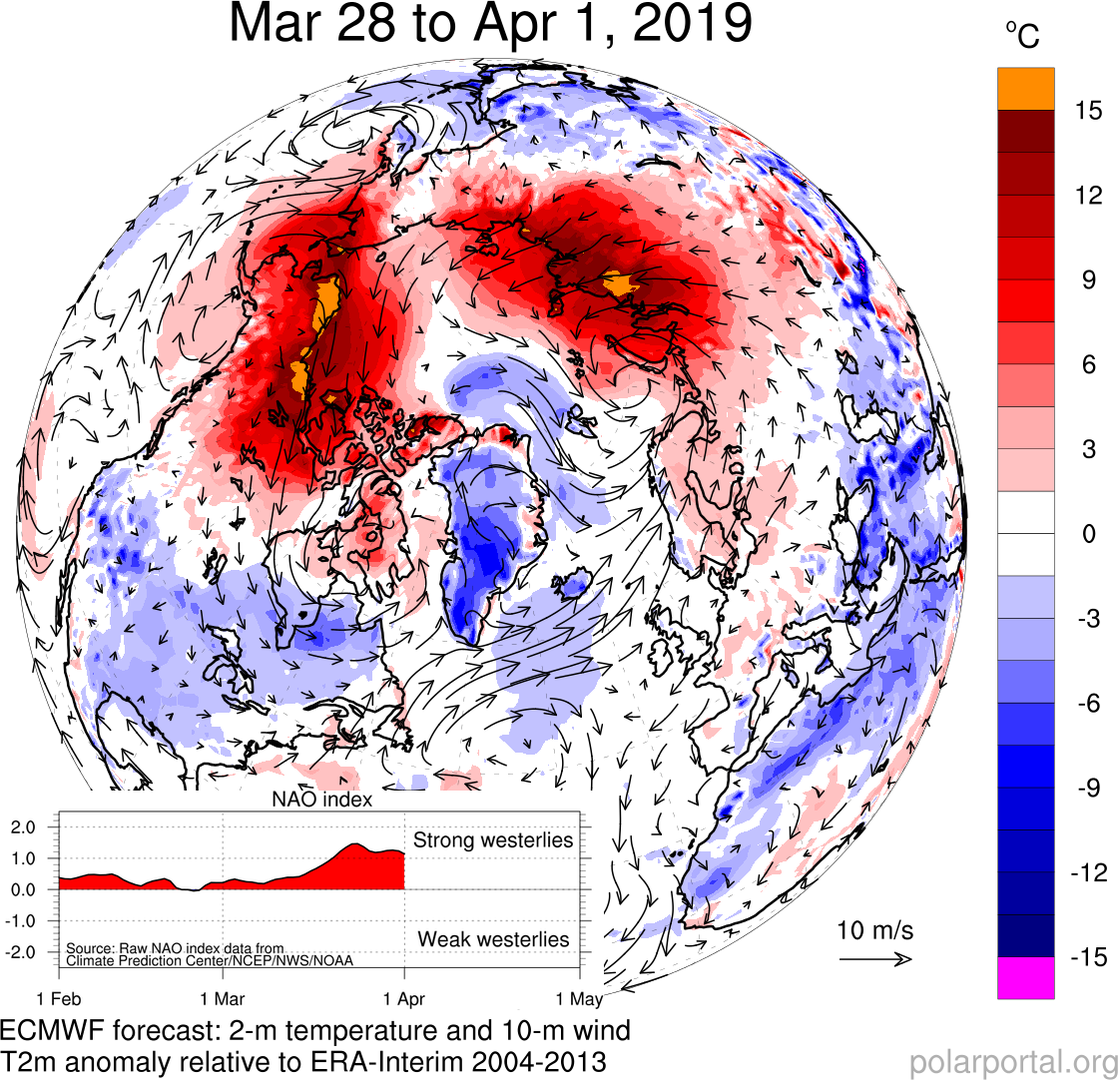 Mar 28 to Apr 1, 2019
°C
15
12
9
6
3
0
-3
-6
-9
-12
-15
NAO index
2.0
1.0
0.0
-1.0
-2.0
Strong westerlies
Weak westerlies
Source: Raw NAO index data from
Climate Prediction Center/NCEP/NWS/NOAA
1 Feb
1 Mar
1 Apr
1 May
10 m/s
ECMWF forecast: 2-m temperature and 10-m wind
T2m anomaly relative to ERA-Interim 2004-2013
polarportal.org